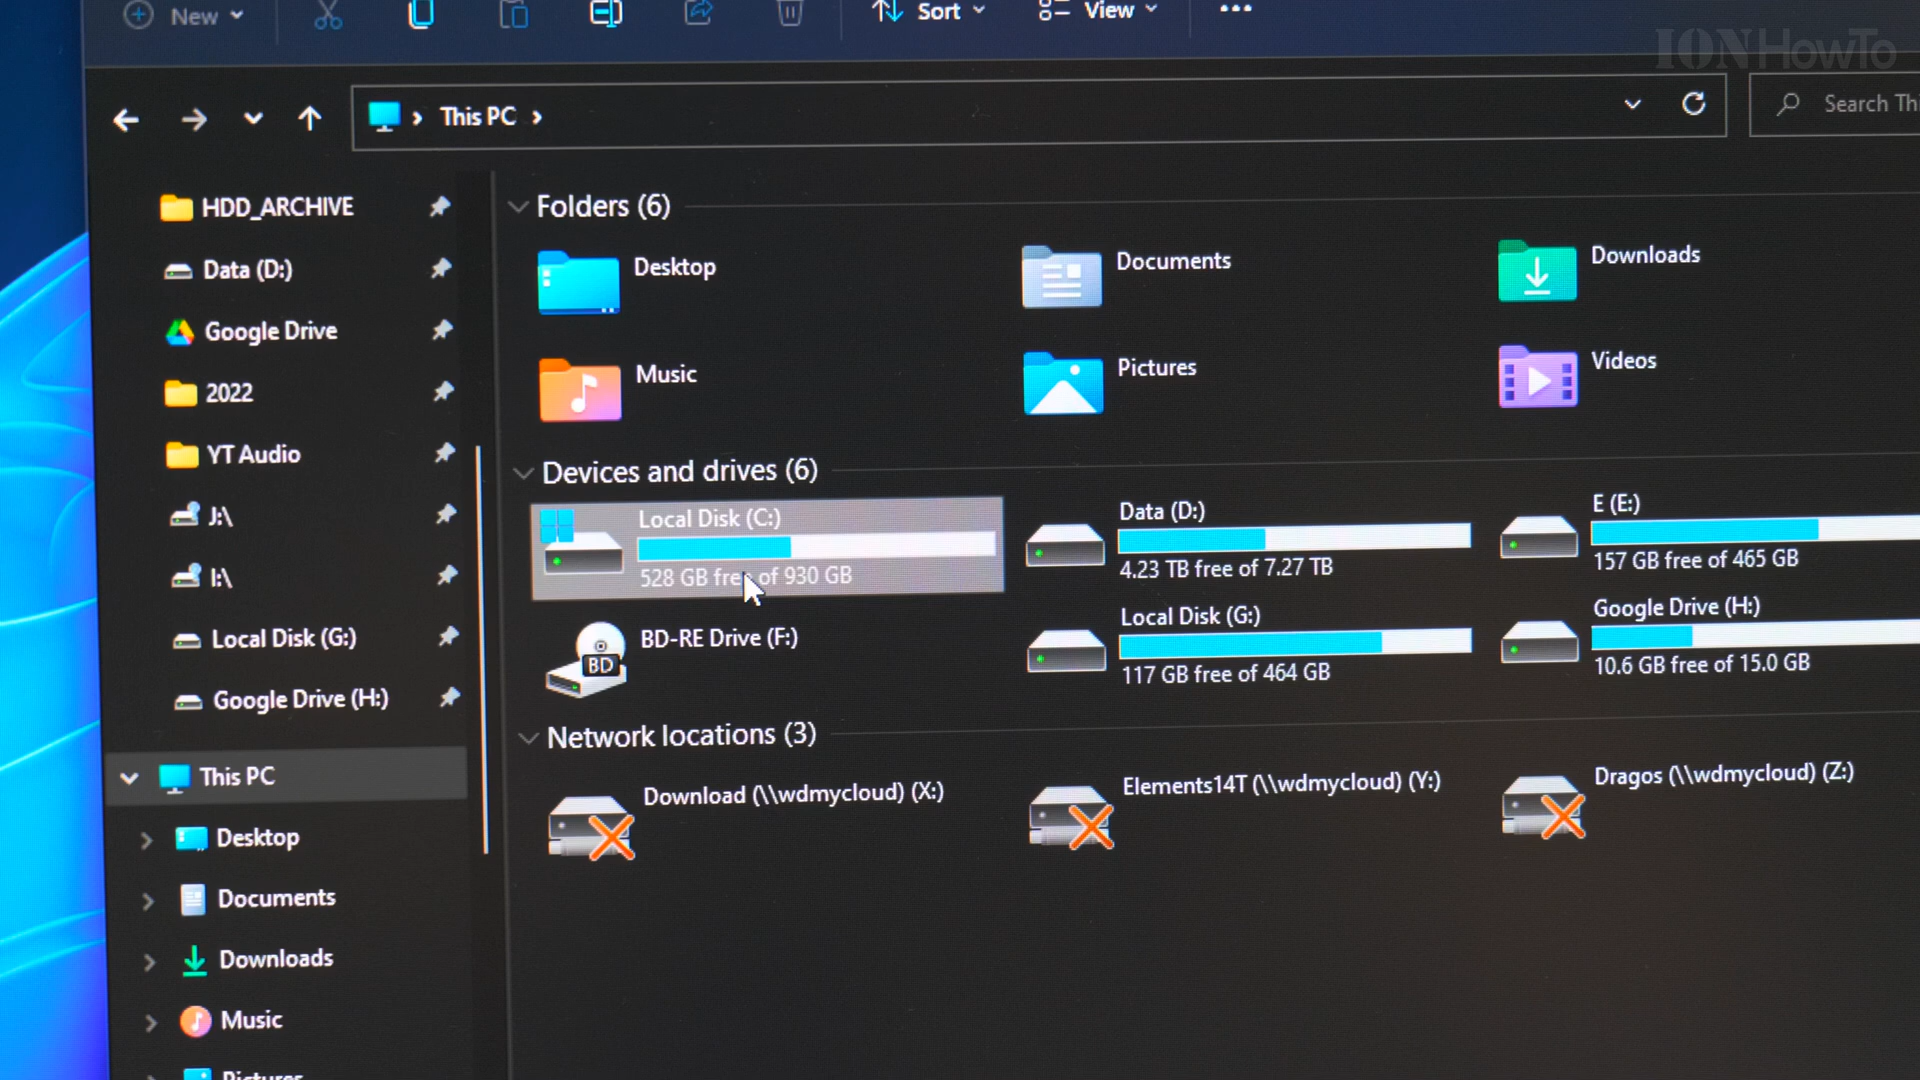 New
Sort
View
IONHowTo
This PC
Search Thi
HDD_ARCHIVE
Data (D:)
Google Drive
2022
YT Audio
J:\
I:\
Local Disk (G:)
Google Drive (H:)
This PC
Desktop
Documents
Downloads
Music
Pictures
Folders (6)
Desktop
Documents
Downloads
Music
Pictures
Videos
Devices and drives (6)
Local Disk (C:)
528 GB free of 930 GB
Data (D:)
4.23 TB free of 7.27 TB
E (E:)
157 GB free of 465 GB
BD-RE Drive (F:)
BD
Local Disk (G:)
117 GB free of 464 GB
Google Drive (H:)
10.6 GB free of 15.0 GB
Network locations (3)
Download (\\wdmycloud) (X:)
Elements14T (\\wdmycloud) (Y:)
Dragos (\\wdmycloud) (Z:)